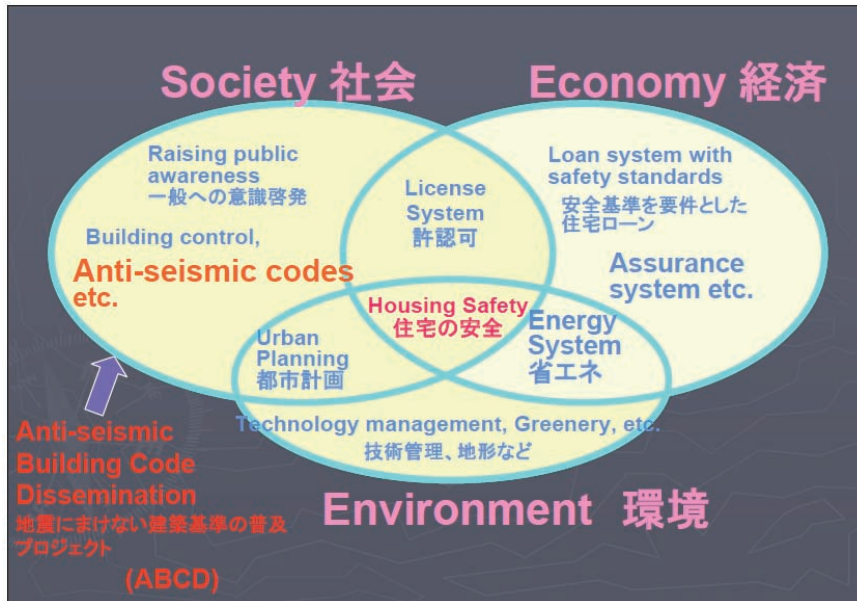 Society 社会
Economy 経済
Raising public
awareness
一般への意識啓発
Building control,
Anti-seismic codes
etc.
License
System
許認可
Loan system with
safety standards
安全基準を要件とした
住宅ローン
Assurance
system etc.
Housing Safety
住宅の安全
Urban
Planning
都市計画
Energy
System
省エネ
Technology management, Greenery, etc.
技術管理、地形など
Environment 環境
Anti-seismic
Building Code
Dissemination
地震にまけない建築基準の普及
プロジェクト
(ABCD)